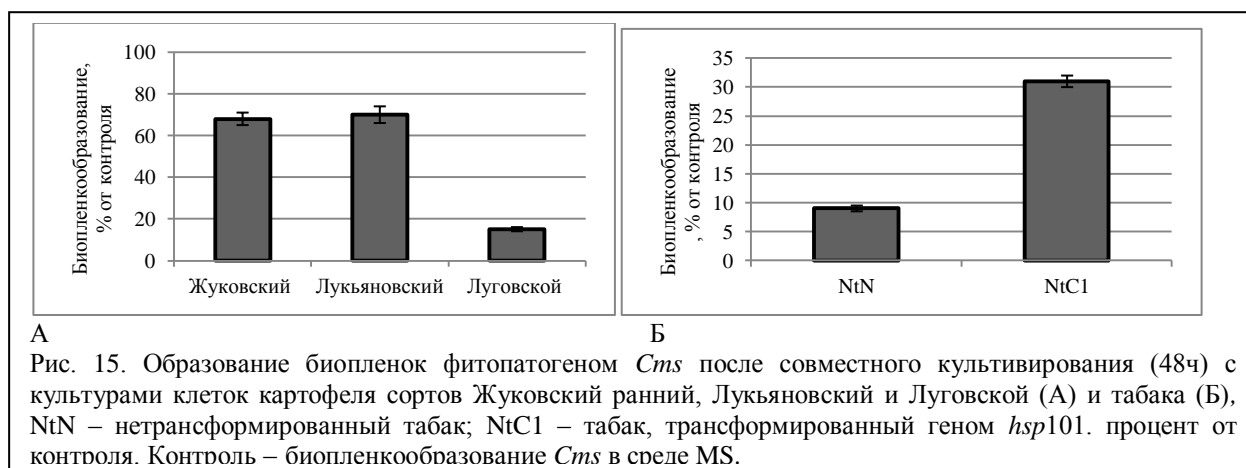 Биопленкообразование,
% от контроля
100
80
60
40
20
0
Жуковский Лукьяновский Луговской
Биопленкообразование
, % от контроля
35
30
25
20
15
10
5
0
NtN NtC1
А Б
Рис. 15. Образование биопленок фитопатогеном Cms после совместного культивирования (48ч) с
культурами клеток картофеля сортов Жуковский ранний, Лукьяновский и Луговской (А) и табака (Б),
NtN – нетрансформированный табак; NtC1 – табак, трансформированный геном hsp101. процент от
контроля. Контроль – биопленкообразование Cms в среде MS.